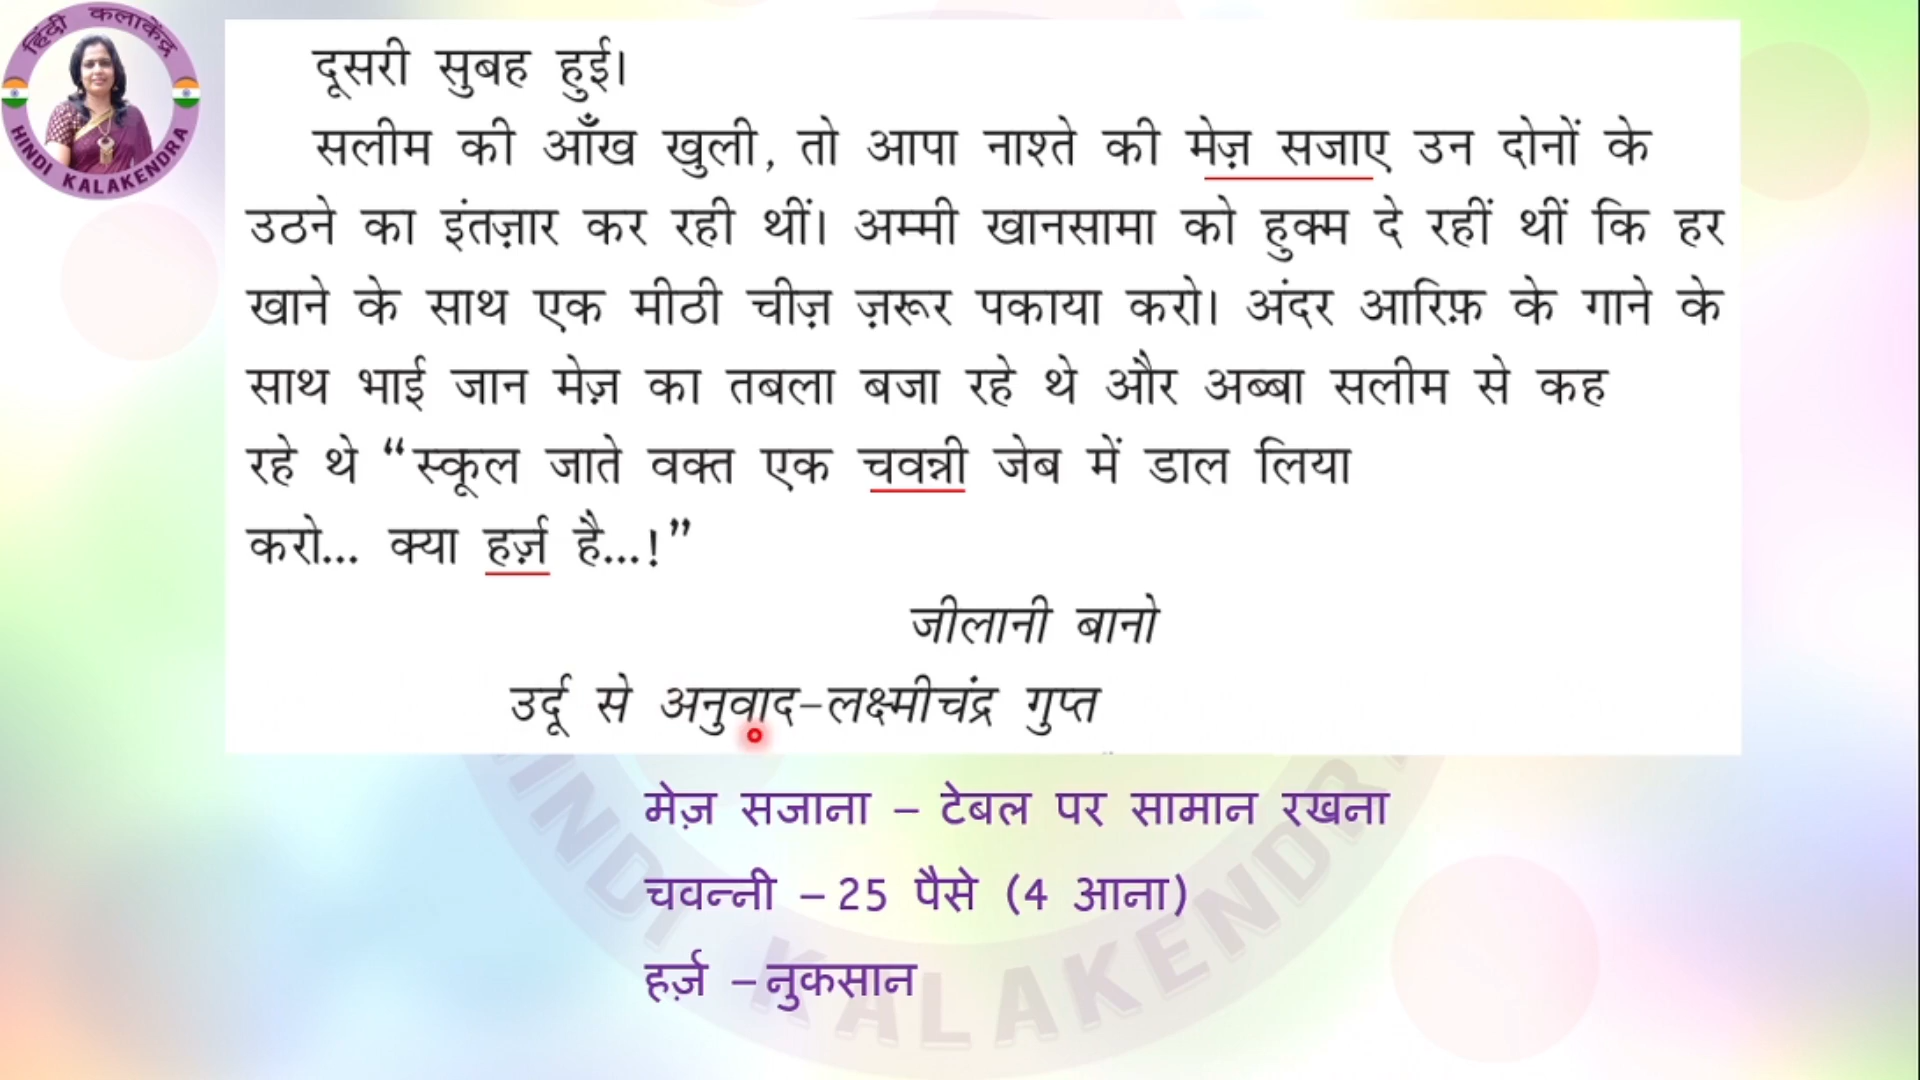 हिंदी कलाकेंद्र
HINDI KALAKENDRA
दूसरी सुबह हुई।
सलीम की आँख खुली, तो आपा नाश्ते की मेज़ सजाए उन दोनों के
उठने का इंतज़ार कर रही थीं। अम्मी खानसामा को हुक्म दे रहीं थीं कि हर
खाने के साथ एक मीठी चीज़ ज़रूर पकाया करो। अंदर आरिफ़ के गाने के
साथ भाई जान मेज़ का तबला बजा रहे थे और अब्बा सलीम से कह
रहे थे “स्कूल जाते वक्त एक चवन्नी जेब में डाल लिया
करो... क्या हर्ज़ है...!”
जीलानी बानो
उर्दू से अनुवाद-लक्ष्मीचंद्र गुप्त
मेज़ सजाना – टेबल पर सामान रखना
चवन्नी – 25 पैसे (4 आना)
हर्ज़ – नुकसान
INDI KALAKENDRA